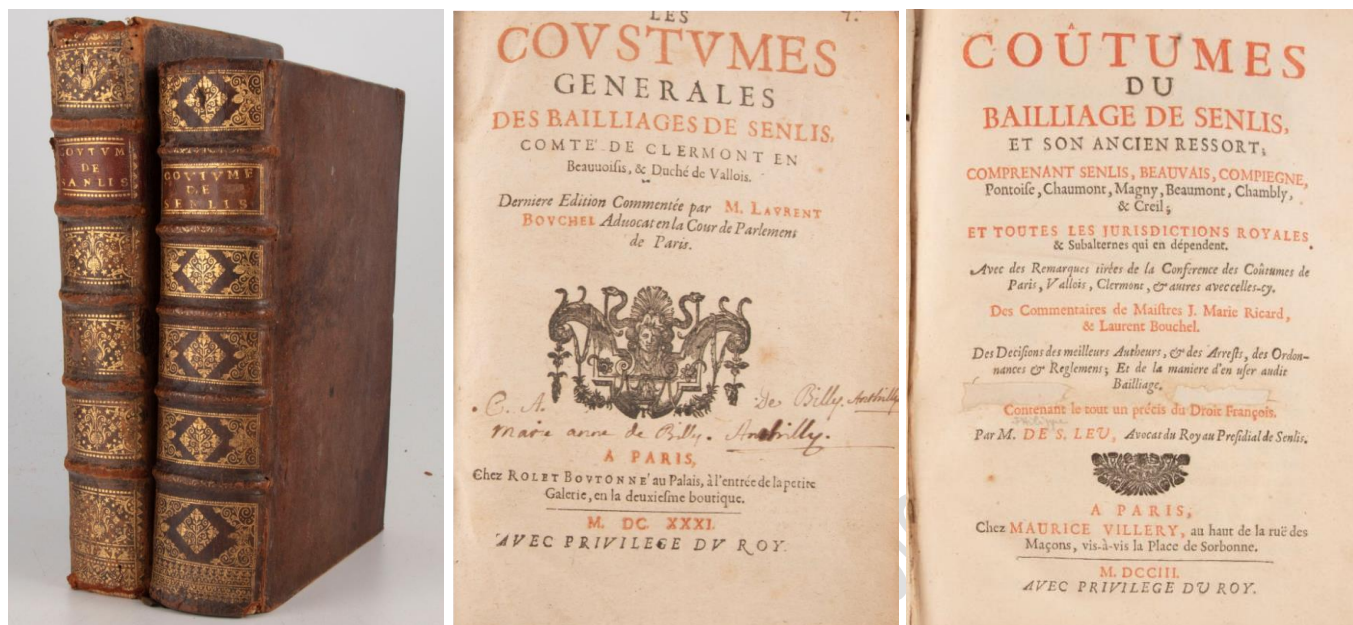 COVTVM
DE
SANLIS
COVTVME
DE
SENLIS
LES
COVSTVMES
GENERALES
DES BAILLIAGES DE SENLIS,
COMTE' DE CLERMONT EN
Beauuoisis, & Duché de Vallois.
Derniere Edition Commentée par M. LAVRENT
BOVCHEL Aduocat en la Cour de Parlemens
de Paris.
C. A. De Billy. Anthilly
marie anne de Billy. Anthilly.
A PARIS,
Chez ROLET BOVTONNE' au Palais, à l'entrée de la petite
Galerie, en la deuxiesme boutique.
M. DC. XXXI.
AVEC PRIVILEGE DV ROY.
COÛTUMES
DU
BAILLIAGE DE SENLIS,
ET SON ANCIEN RESSORT;
COMPRENANT SENLIS, BEAUVAIS, COMPIEGNE,
Pontoise, Chaumont, Magny, Beaumont, Chambly,
& Creil;
ET TOUTES LES JURISDICTIONS ROYALES
& Subalternes qui en dépendent.
Avec des Remarques tirées de la Conference des Coûtumes de
Paris, Vallois, Clermont, & autres avec celles-cy.
Des Commentaires de Maistres J. Marie Ricard,
& Laurent Bouchel.
Des Decisions des meilleurs Autheurs, & des Arrests, des Ordon-
nances & Reglement; Et de la maniere d'en user audit
Bailliage.
Contenant le tout un précis du Droit François.
Philippe
Par M. DE S. LEU, Avocat du Roy au Presidial de Senlis.
A PARIS,
Chez MAURICE VILLERY, au haut de la ruë des
Maçons, vis-à-vis la Place de Sorbonne.
M. DCCIII.
AVEC PRIVILEGE DU ROY.